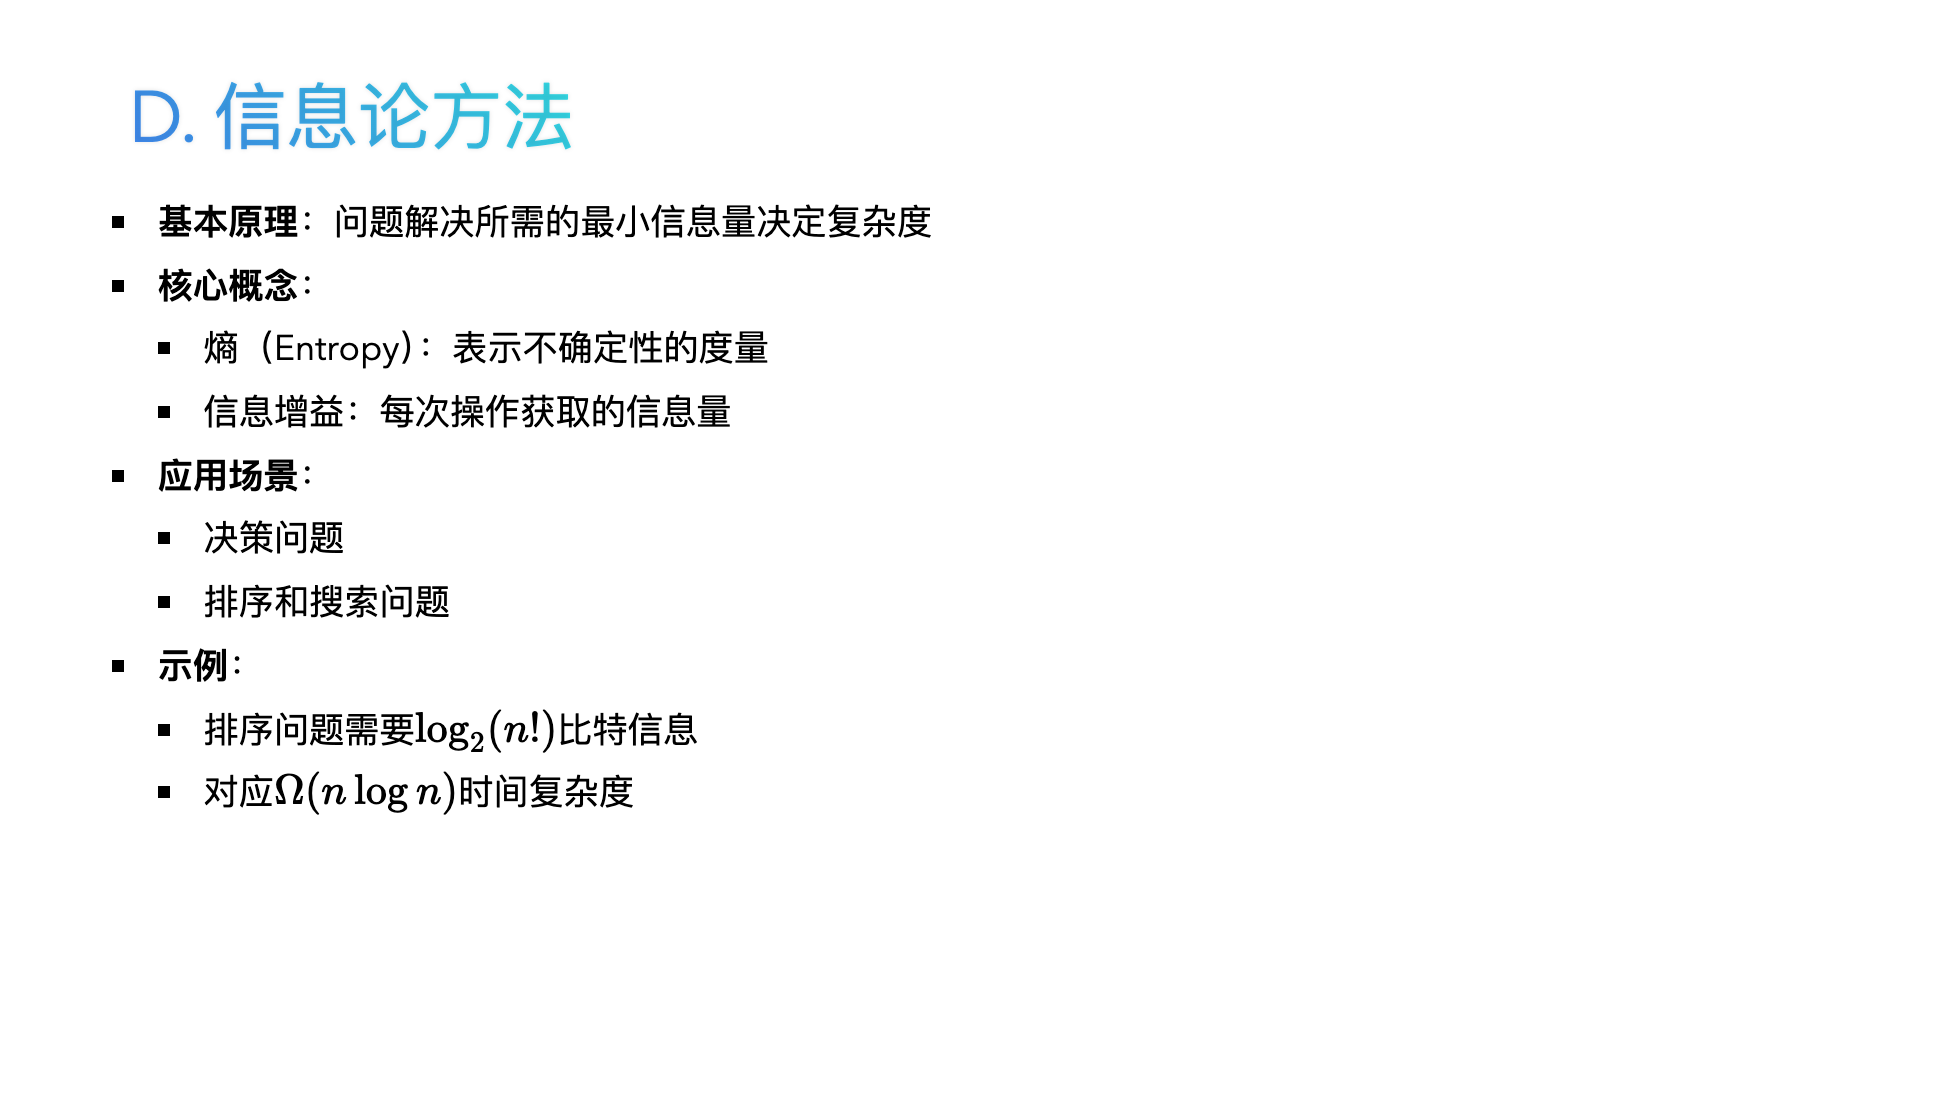 D. 信息论方法
▪ 基本原理：问题解决所需的最小信息量决定复杂度
▪ 核心概念：
▪ 熵（Entropy）：表示不确定性的度量
▪ 信息增益：每次操作获取的信息量
▪ 应用场景：
▪ 决策问题
▪ 排序和搜索问题
▪ 示例：
▪ 排序问题需要log₂(n!)比特信息
▪ 对应Ω(n log n)时间复杂度